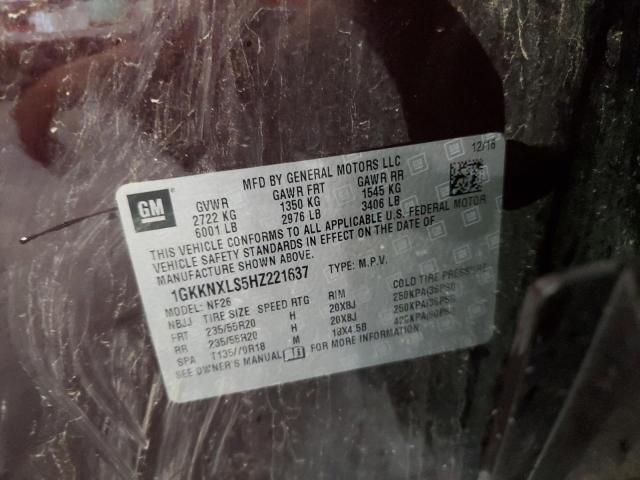 MFD BY GENERAL MOTORS LLC 12/16
GM GVWR GAWR FRT GAWR RR
2722 KG 1350 KG 1545 KG
6001 LB 2976 LB 3406 LB
THIS VEHICLE CONFORMS TO ALL APPLICABLE U.S. FEDERAL MOTOR
VEHICLE SAFETY STANDARDS IN EFFECT ON THE DATE OF
MANUFACTURE SHOWN ABOVE.
1GKKNXLS5HZ221637 TYPE: M.P.V.
MODEL: NF26
NBJJ TIRE SIZE SPEED RTG RIM COLD TIRE PRESSURE
FRT 235/55R20 H 20X8J 250KPA(36PSI)
RR 235/55R20 H 20X8J 250KPA(36PSI)
SPA T135/70R18 M 18X4.5B 420KPA(60PSI)
SEE OWNER'S MANUAL FOR MORE INFORMATION